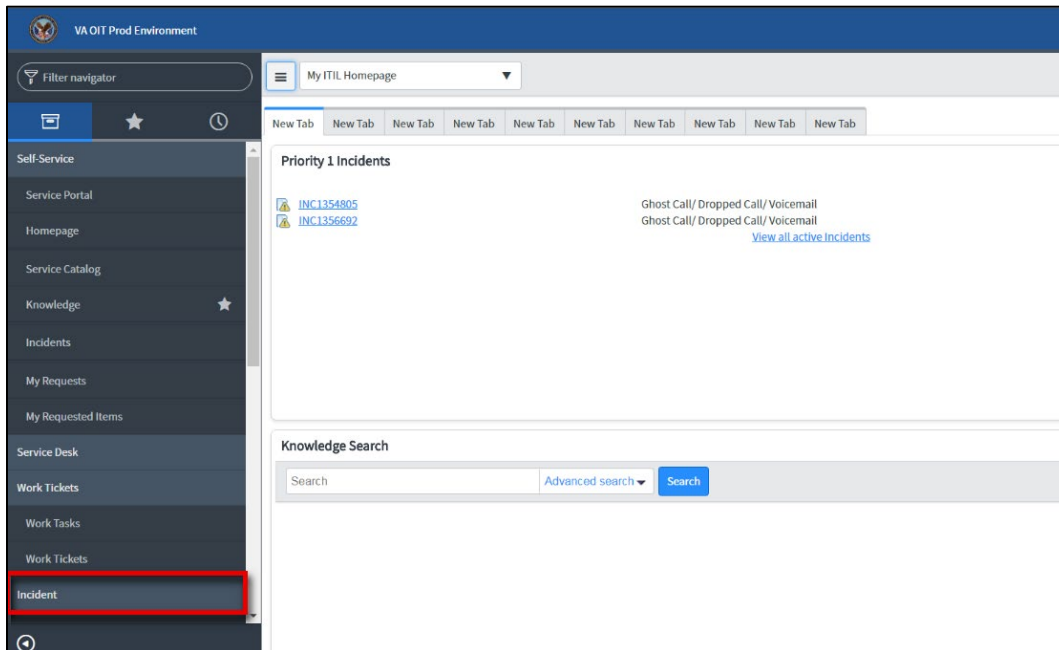 VA OIT Prod Environment
Filter navigator
My ITIL Homepage
New Tab New Tab New Tab New Tab New Tab New Tab New Tab New Tab New Tab New Tab
Self-Service
Service Portal
Homepage
Service Catalog
Knowledge
Incidents
My Requests
My Requested Items
Service Desk
Work Tickets
Work Tasks
Work Tickets
Incident
Priority 1 Incidents
INC1354805 Ghost Call/ Dropped Call/ Voicemail
INC1356692 Ghost Call/ Dropped Call/ Voicemail
View all active Incidents
Knowledge Search
Search Advanced search Search